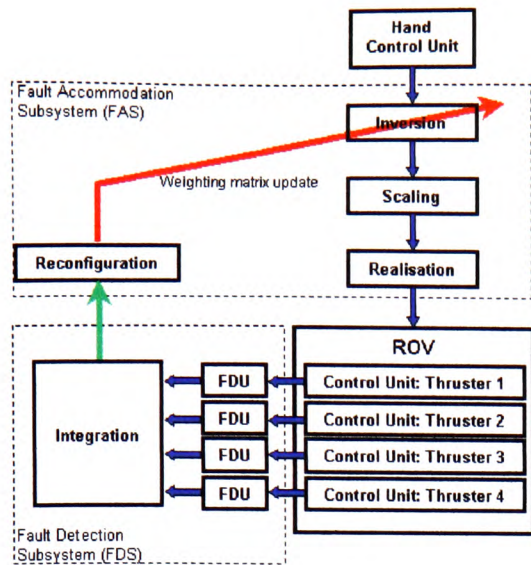 Hand
Control Unit
Fault Accommodation
Subsystem (FAS)
Inversion
Weighting matrix update
Scaling
Reconfiguration
Realisation
ROV
FDU
Control Unit: Thruster 1
FDU
Control Unit: Thruster 2
Integration
FDU
Control Unit: Thruster 3
FDU
Control Unit: Thruster 4
Fault Detection
Subsystem (FDS)